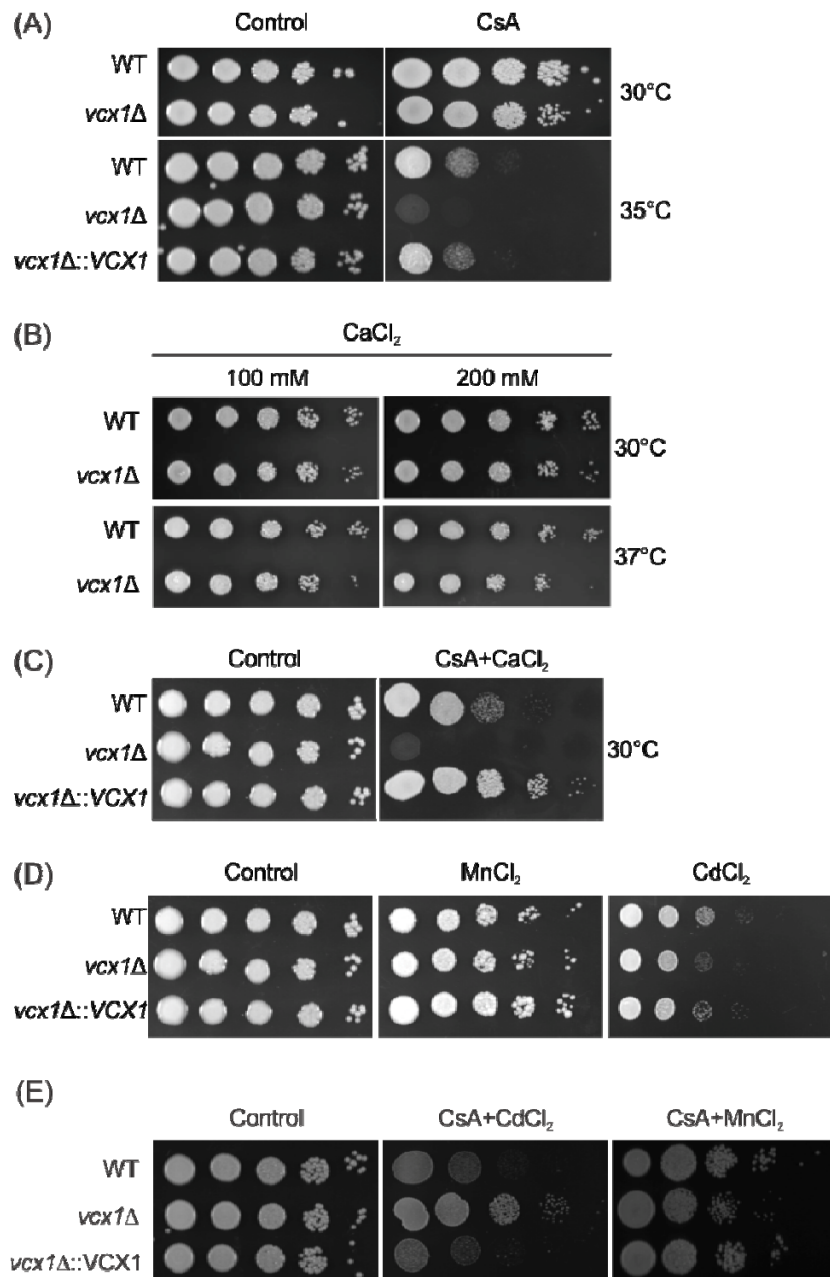 (A)
Control CsA
WT
vcx1Δ
30°C
WT
vcx1Δ
vcx1Δ::VCX1
35°C
(B)
CaCl₂
100 mM 200 mM
WT
vcx1Δ
30°C
WT
vcx1Δ
37°C
(C)
Control CsA+CaCl₂
WT
vcx1Δ
vcx1Δ::VCX1
30°C
(D)
Control MnCl₂ CdCl₂
WT
vcx1Δ
vcx1Δ::VCX1
(E)
Control CsA+CdCl₂ CsA+MnCl₂
WT
vcx1Δ
vcx1Δ::VCX1